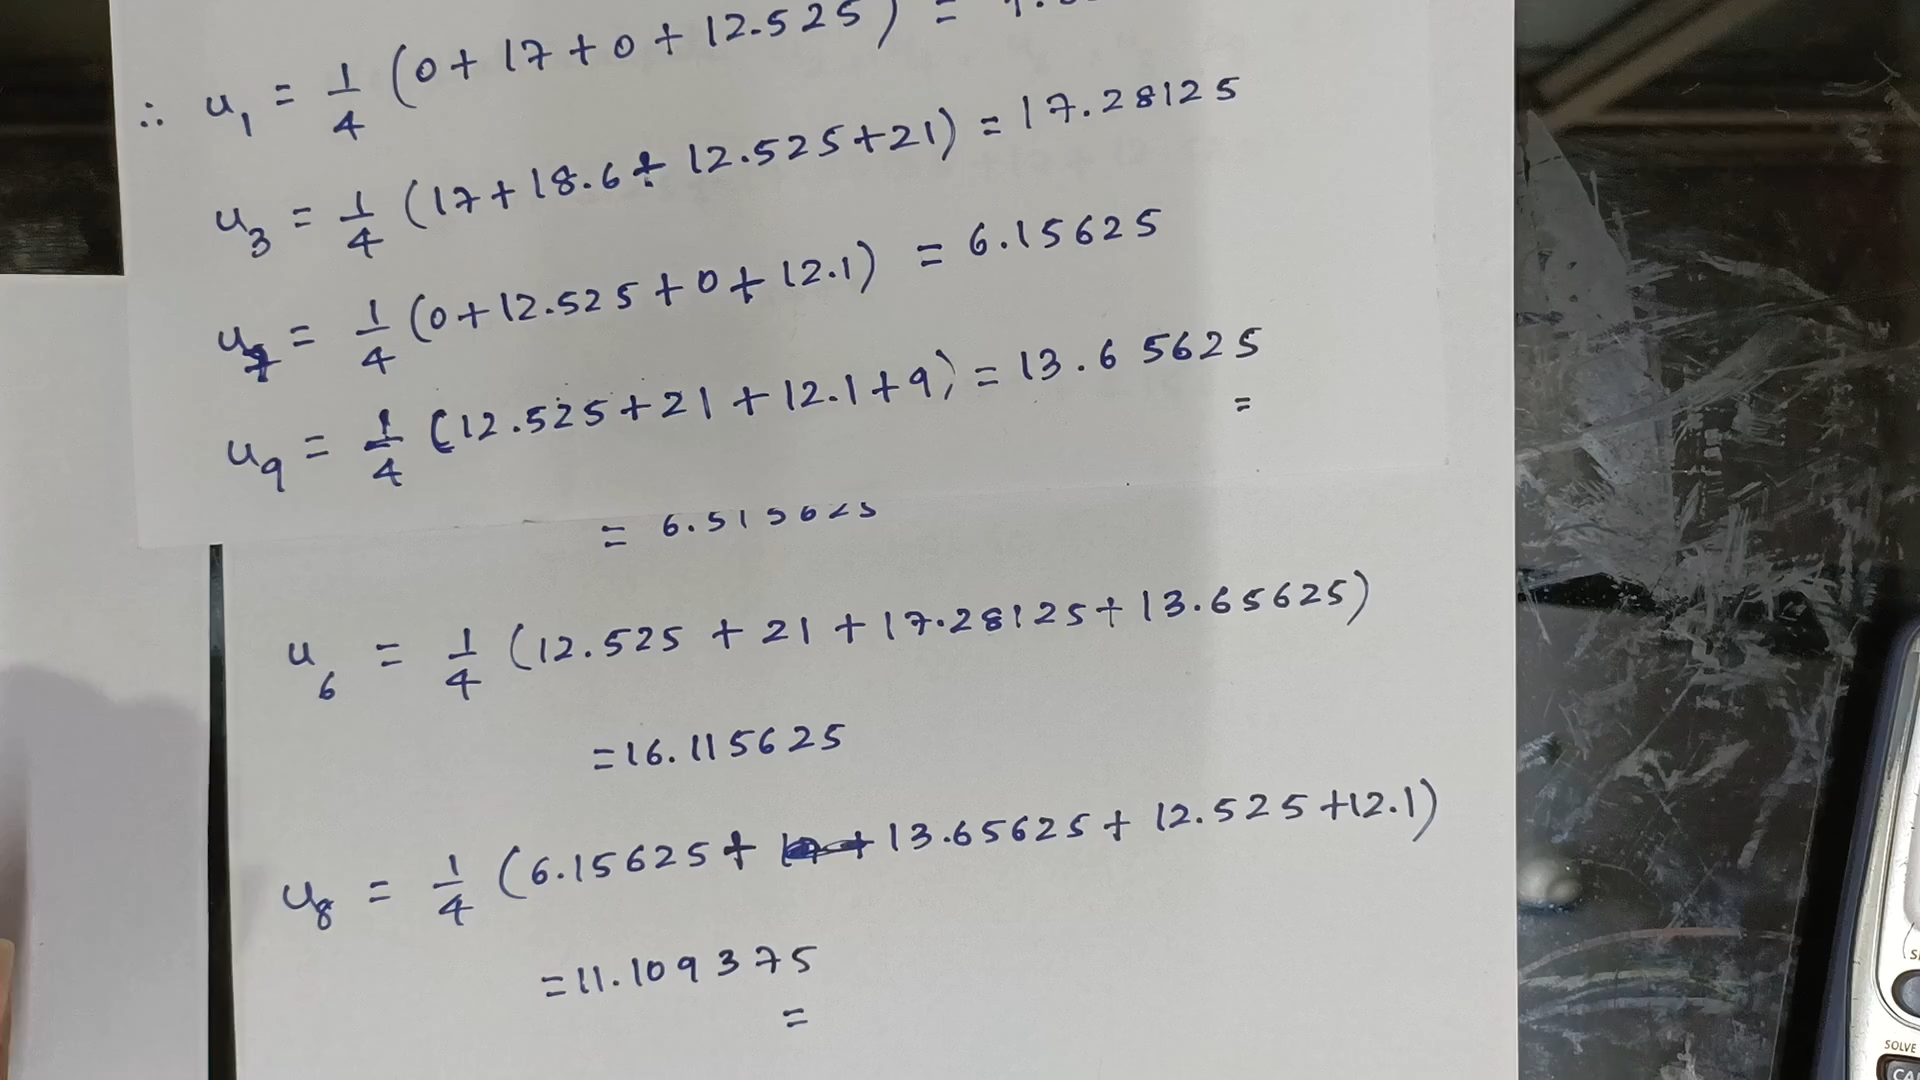 ∴ u₁ = 1/4 (0 + 17 + 0 + 12.525) =
u₃ = 1/4 (17 + 18.6 + 12.525 + 21) = 17.28125
u₇ = 1/4 (0 + 12.525 + 0 + 12.1) = 6.15625
u₉ = 1/4 (12.525 + 21 + 12.1 + 9) = 13.65625
=
= 6.515625
u₆ = 1/4 (12.525 + 21 + 17.28125 + 13.65625)
= 16.115625
u₈ = 1/4 (6.15625 + 13.65625 + 12.525 + 12.1)
= 11.109375
=
SOLVE